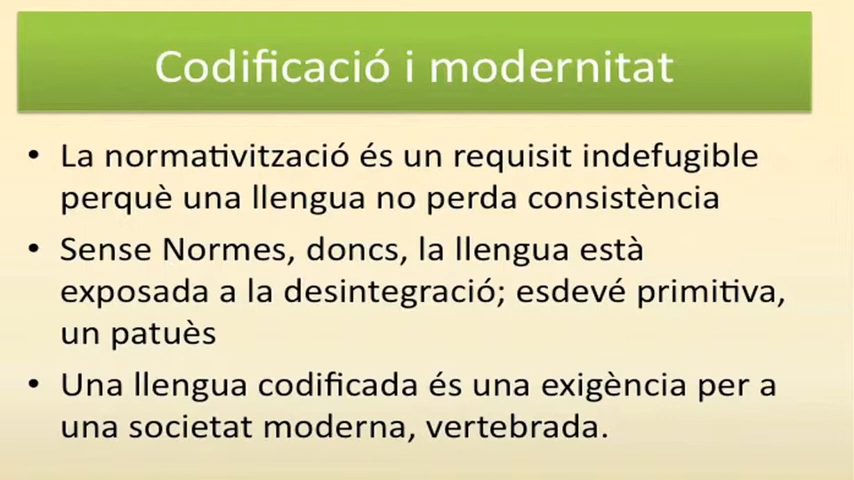 Codificació i modernitat
• La normativització és un requisit indefugible
perquè una llengua no perda consistència
• Sense Normes, doncs, la llengua està
exposada a la desintegració; esdevé primitiva,
un patuès
• Una llengua codificada és una exigència per a
una societat moderna, vertebrada.